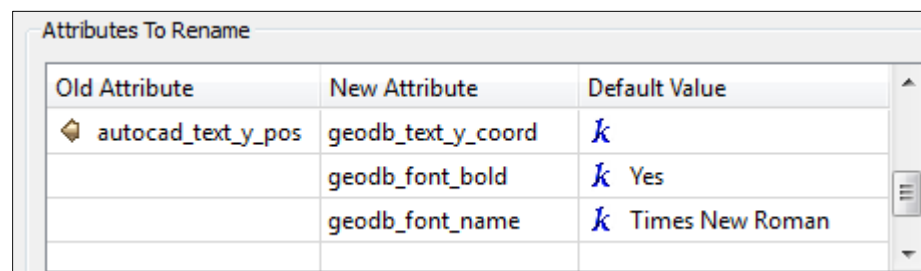 Attributes To Rename
Old Attribute New Attribute Default Value
autocad_text_y_pos geodb_text_y_coord k
geodb_font_bold k Yes
geodb_font_name k Times New Roman